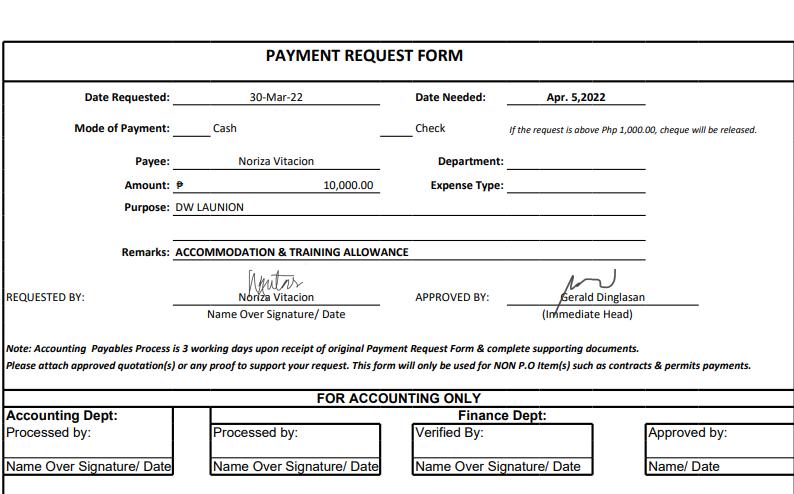 PAYMENT REQUEST FORM
Date Requested: 30-Mar-22 Date Needed: Apr. 5,2022
Mode of Payment: Cash Check If the request is above Php 1,000.00, cheque will be released.
Payee: Noriza Vitacion Department:
Amount: ₱ 10,000.00 Expense Type:
Purpose: DW LAUNION
Remarks: ACCOMMODATION & TRAINING ALLOWANCE
REQUESTED BY: Noriza Vitacion APPROVED BY: Gerald Dinglasan
Name Over Signature/ Date (Immediate Head)
Note: Accounting Payables Process is 3 working days upon receipt of original Payment Request Form & complete supporting documents.
Please attach approved quotation(s) or any proof to support your request. This form will only be used for NON P.O Item(s) such as contracts & permits payments.
FOR ACCOUNTING ONLY
Accounting Dept: Finance Dept:
Processed by: Processed by: Verified By: Approved by:
Name Over Signature/ Date Name Over Signature/ Date Name Over Signature/ Date Name/ Date